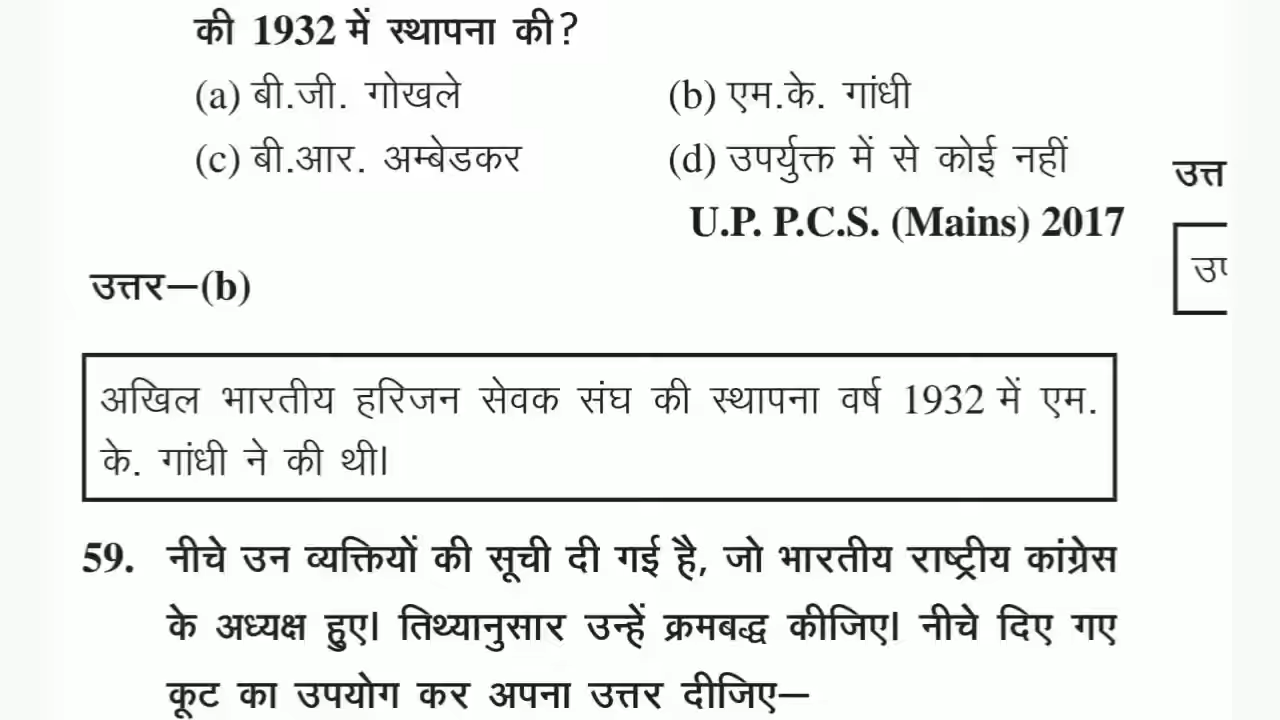 की 1932 में स्थापना की?
(a) बी.जी. गोखले (b) एम.के. गांधी
(c) बी.आर. अम्बेडकर (d) उपर्युक्त में से कोई नहीं
U.P. P.C.S. (Mains) 2017
उत्तर—(b)
अखिल भारतीय हरिजन सेवक संघ की स्थापना वर्ष 1932 में एम.
के. गांधी ने की थी।
59. नीचे उन व्यक्तियों की सूची दी गई है, जो भारतीय राष्ट्रीय कांग्रेस
के अध्यक्ष हुए। तिथ्यानुसार उन्हें क्रमबद्ध कीजिए। नीचे दिए गए
कूट का उपयोग कर अपना उत्तर दीजिए—
उत्त